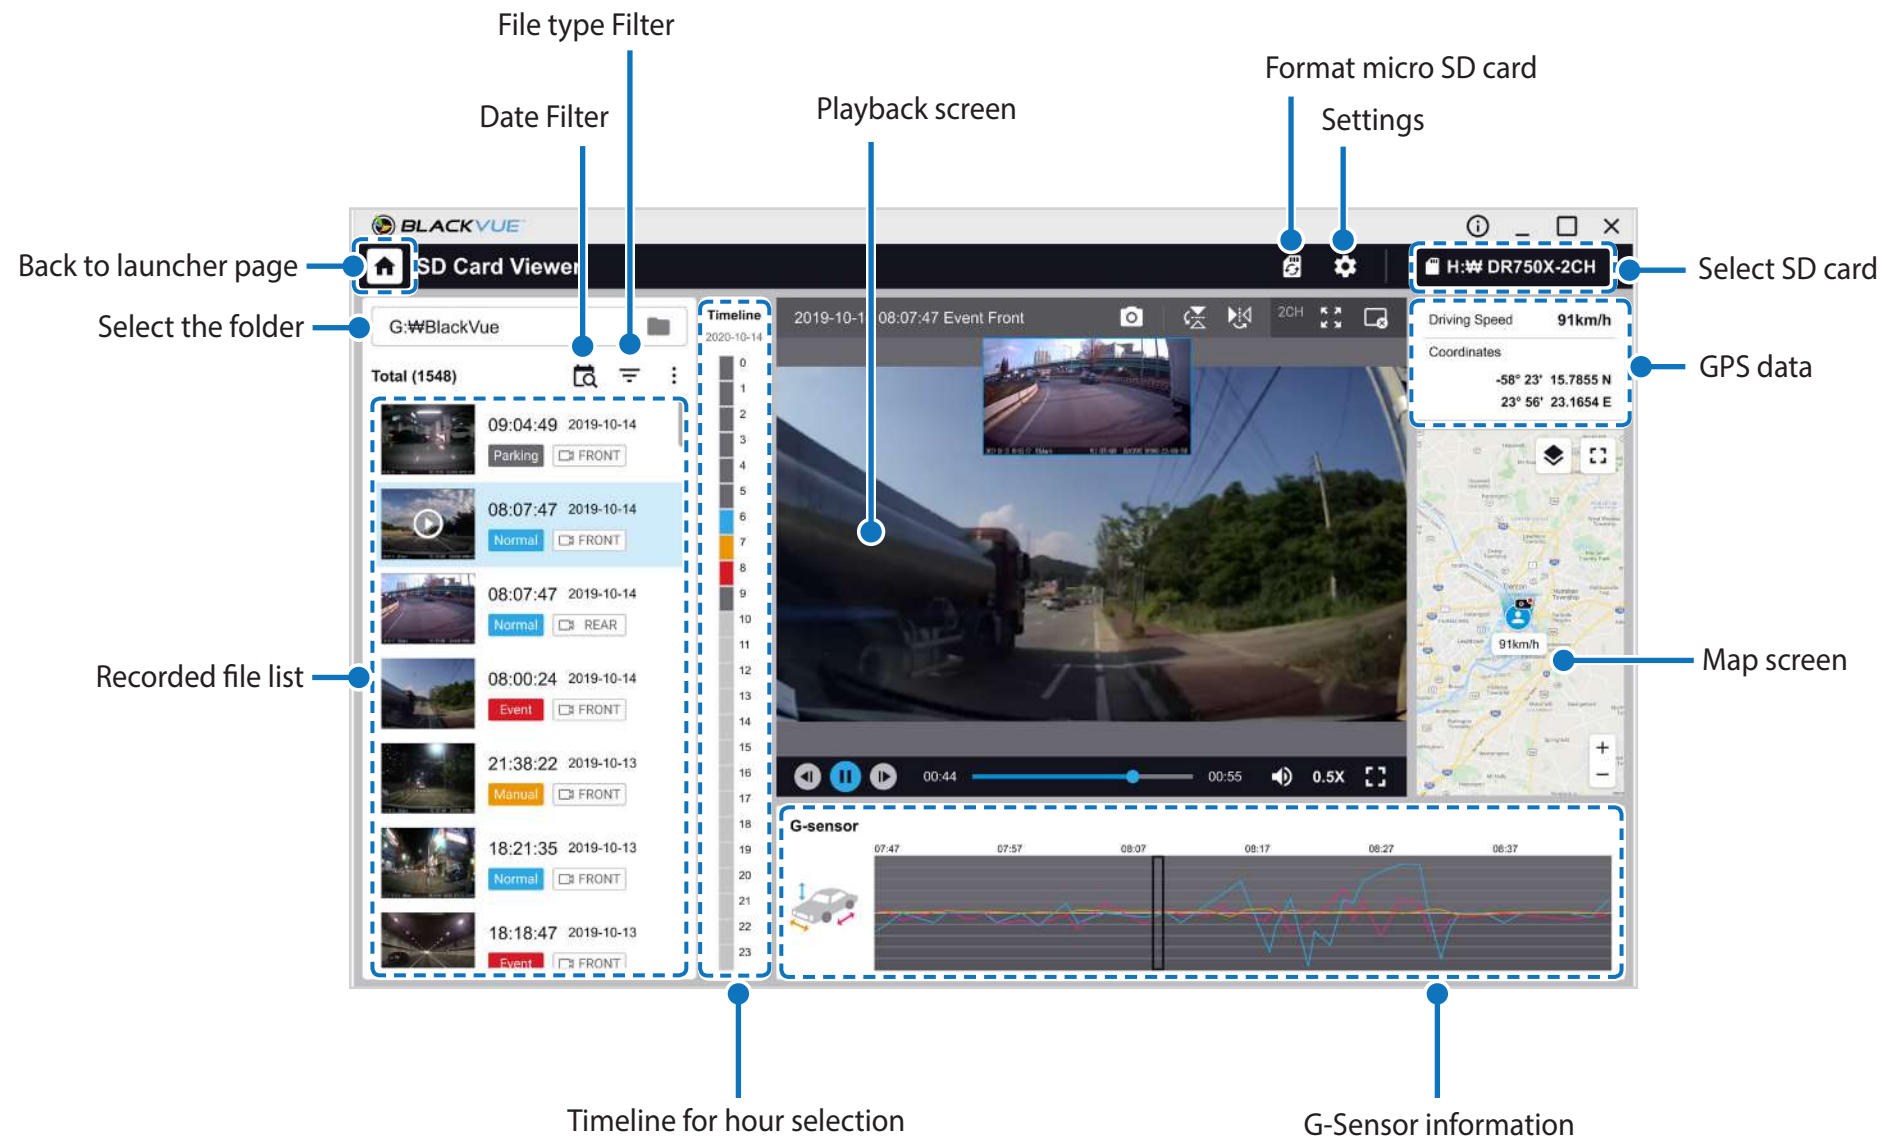 File type Filter
Format micro SD card
Date Filter
Playback screen
Settings
BLACKVUE
Back to launcher page
SD Card Viewer
H:₩ DR750X-2CH
Select SD card
Select the folder
G:₩BlackVue
Timeline
2020-10-14
08:07:47 Event Front
2CH
Driving Speed 91km/h
Coordinates
-58° 23' 15.7855 N
23° 56' 23.1654 E
GPS data
Total (1548)
09:04:49 2019-10-14
Parking FRONT
08:07:47 2019-10-14
Normal FRONT
08:07:47 2019-10-14
Normal REAR
Recorded file list
08:00:24 2019-10-14
Event FRONT
21:38:22 2019-10-13
Manual FRONT
18:21:35 2019-10-13
Normal FRONT
18:18:47 2019-10-13
Event FRONT
0
1
2
3
4
5
6
7
8
9
10
11
12
13
14
15
16
17
18
19
20
21
22
23
Denton
91km/h
Map screen
+
−
00:44 00:55 0.5X
G-sensor
07:47 07:57 08:07 08:17 08:27 08:37
Timeline for hour selection
G-Sensor information